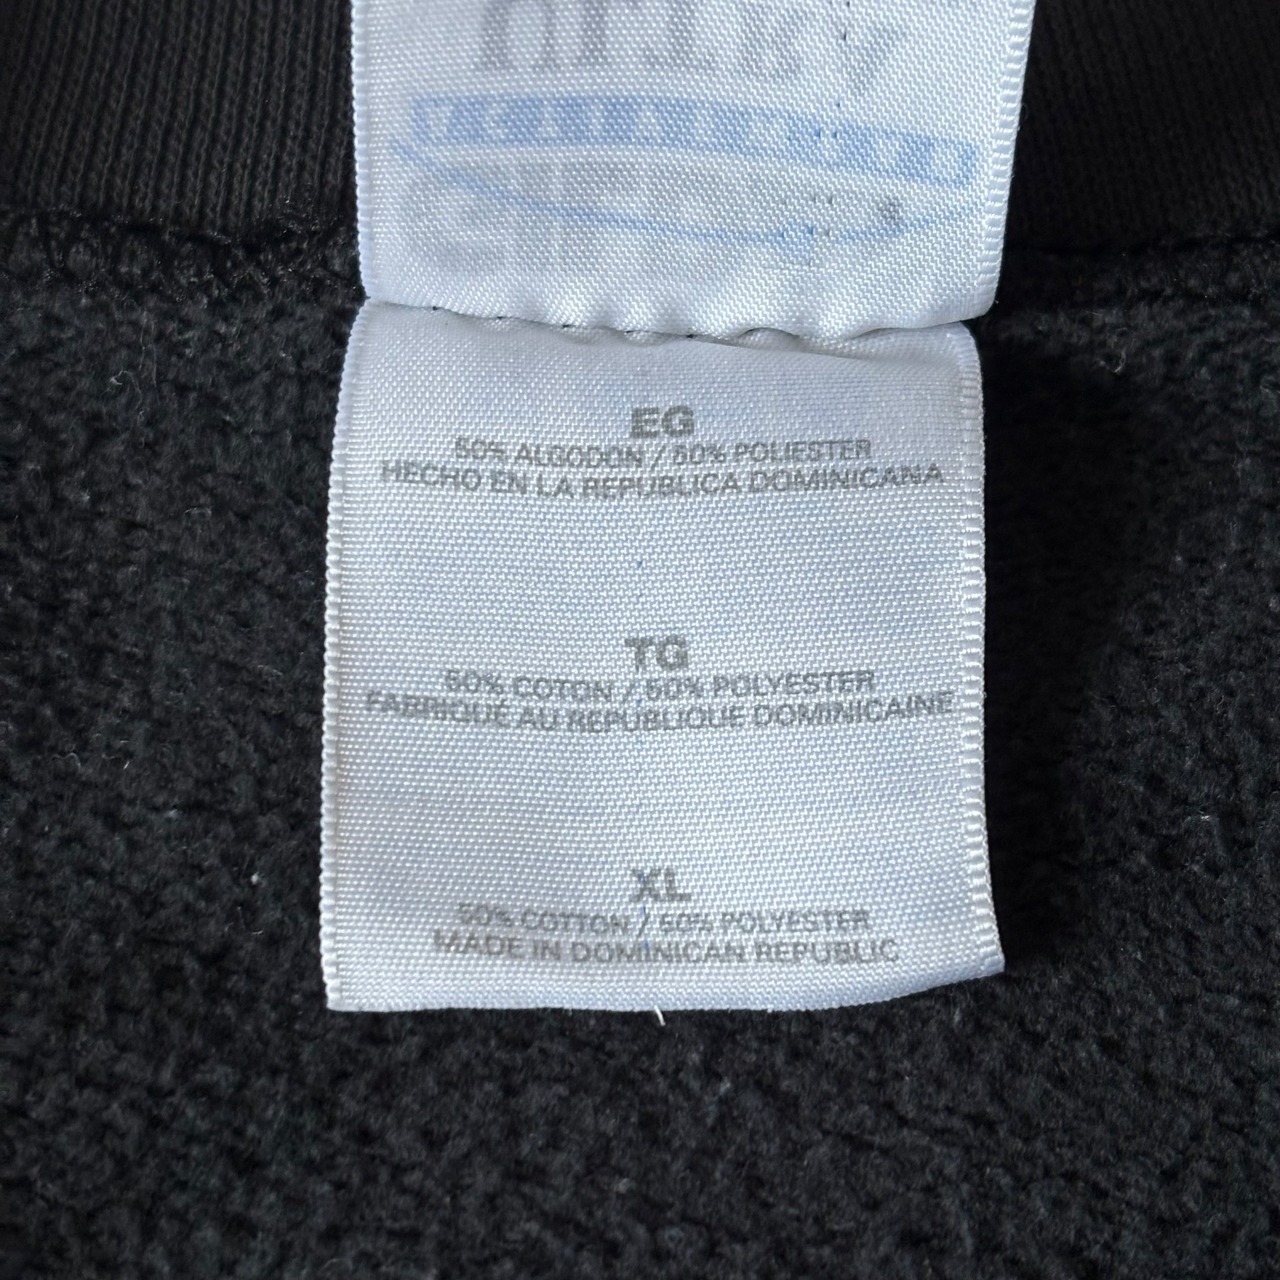 EG
50% ALGODON / 50% POLIESTER
HECHO EN LA REPUBLICA DOMINICANA
TG
50% COTON / 50% POLYESTER
FABRIQUÉ AU REPUBLIQUE DOMINICAINE
XL
50% COTTON / 50% POLYESTER
MADE IN DOMINICAN REPUBLIC